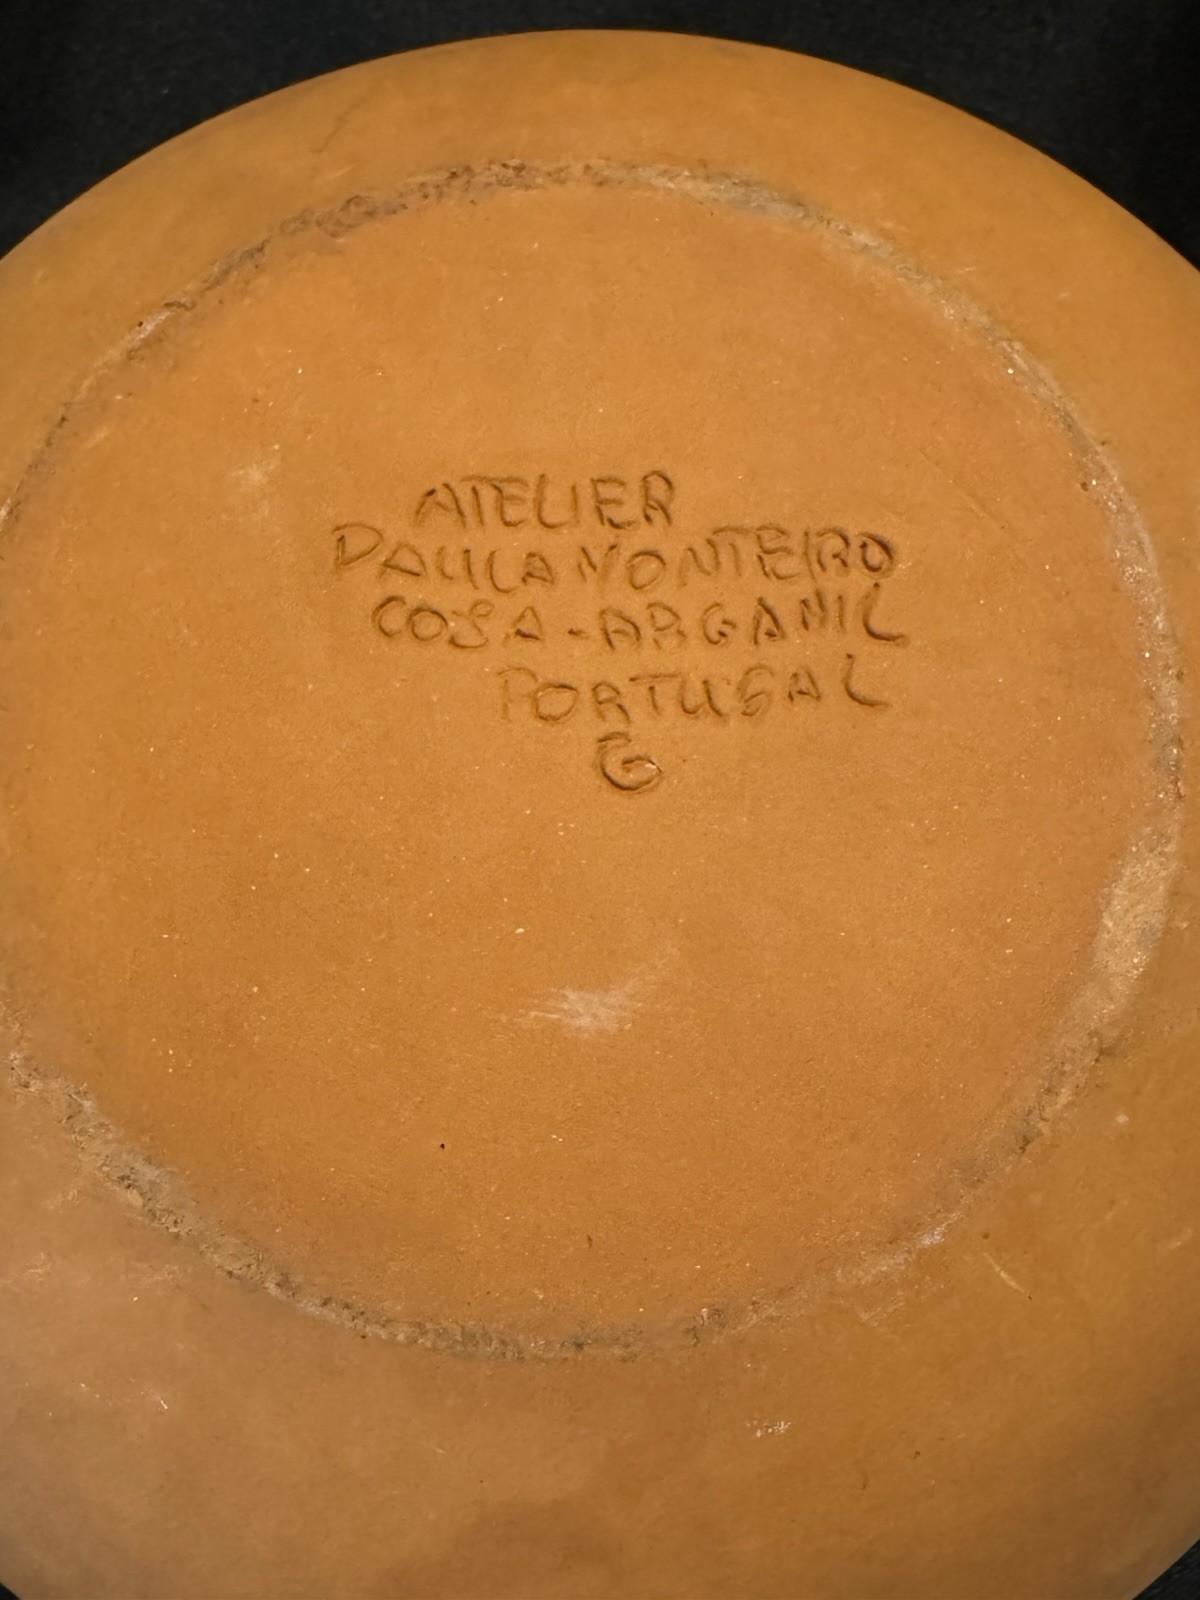 ATELIER
PAULA MONTEIRO
COJA - ARGANIL
PORTUGAL
G